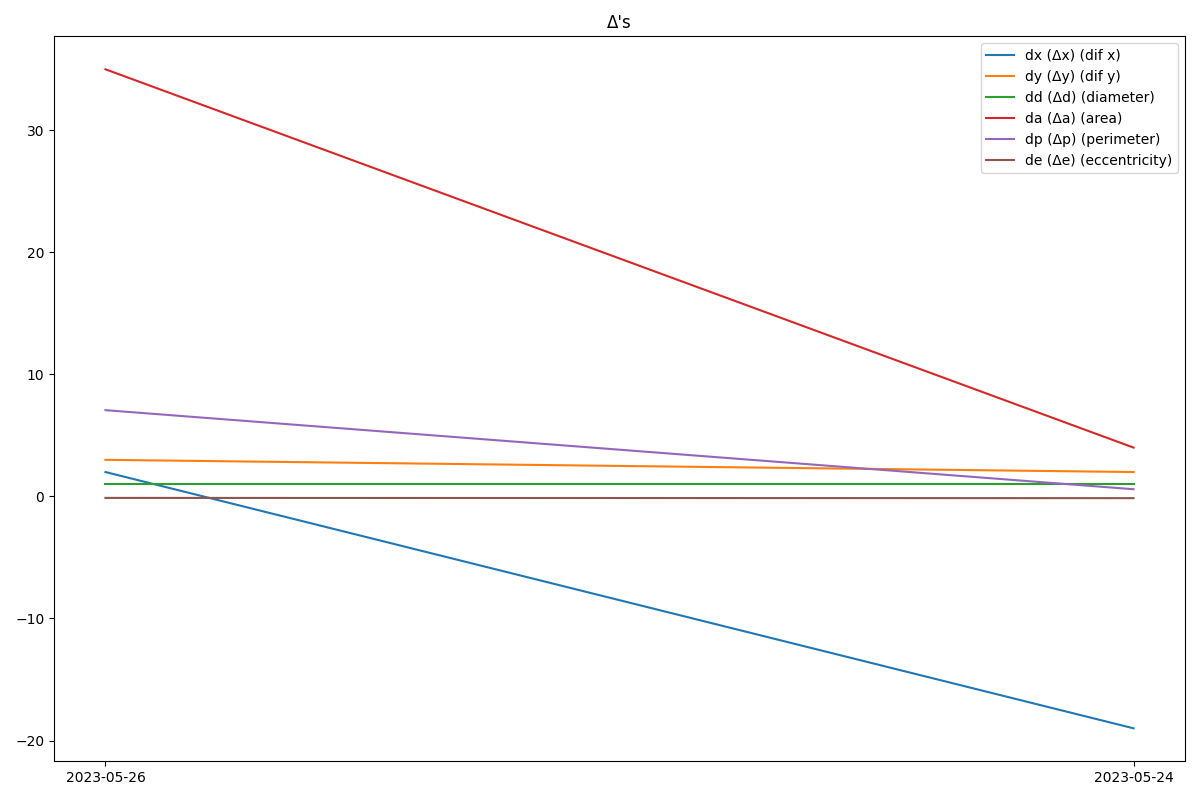 Δ's
dx (Δx) (dif x)
dy (Δy) (dif y)
dd (Δd) (diameter)
da (Δa) (area)
dp (Δp) (perimeter)
de (Δe) (eccentricity)
30
20
10
0
−10
−20
2023-05-26
2023-05-24